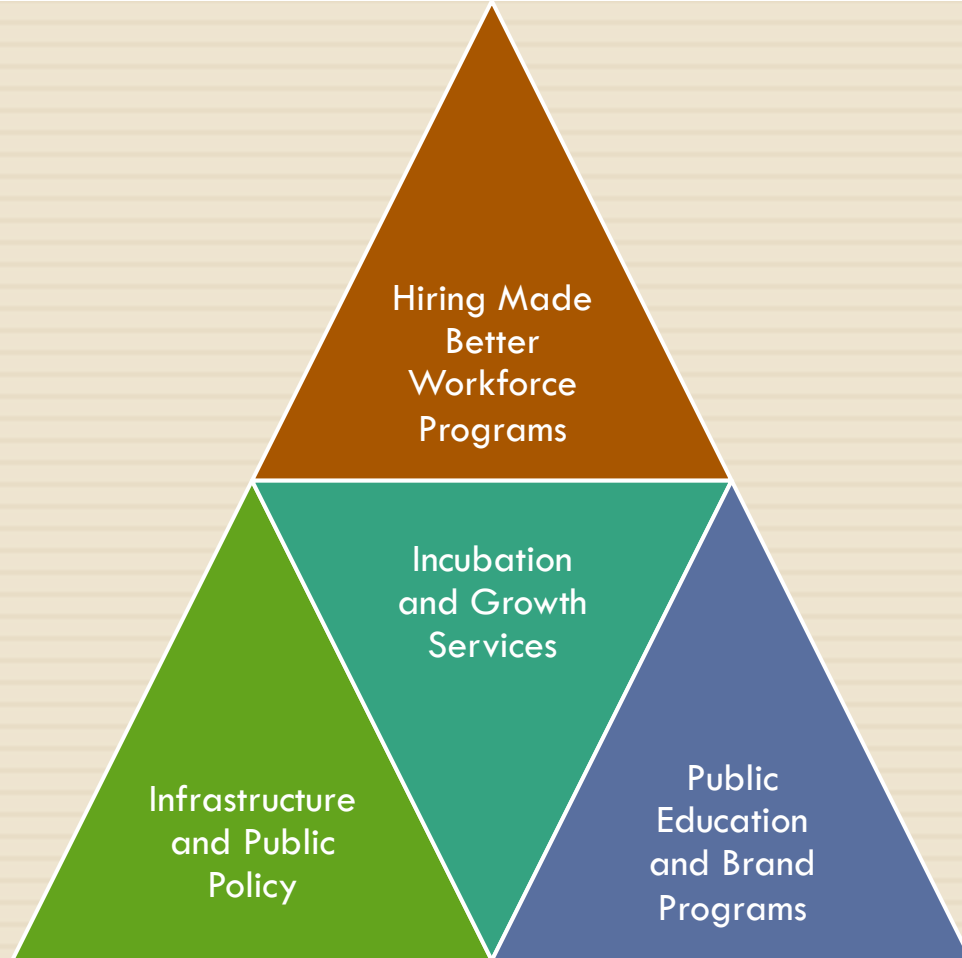 Hiring Made
Better
Workforce
Programs
Incubation
and Growth
Services
Infrastructure
and Public
Policy
Public
Education
and Brand
Programs